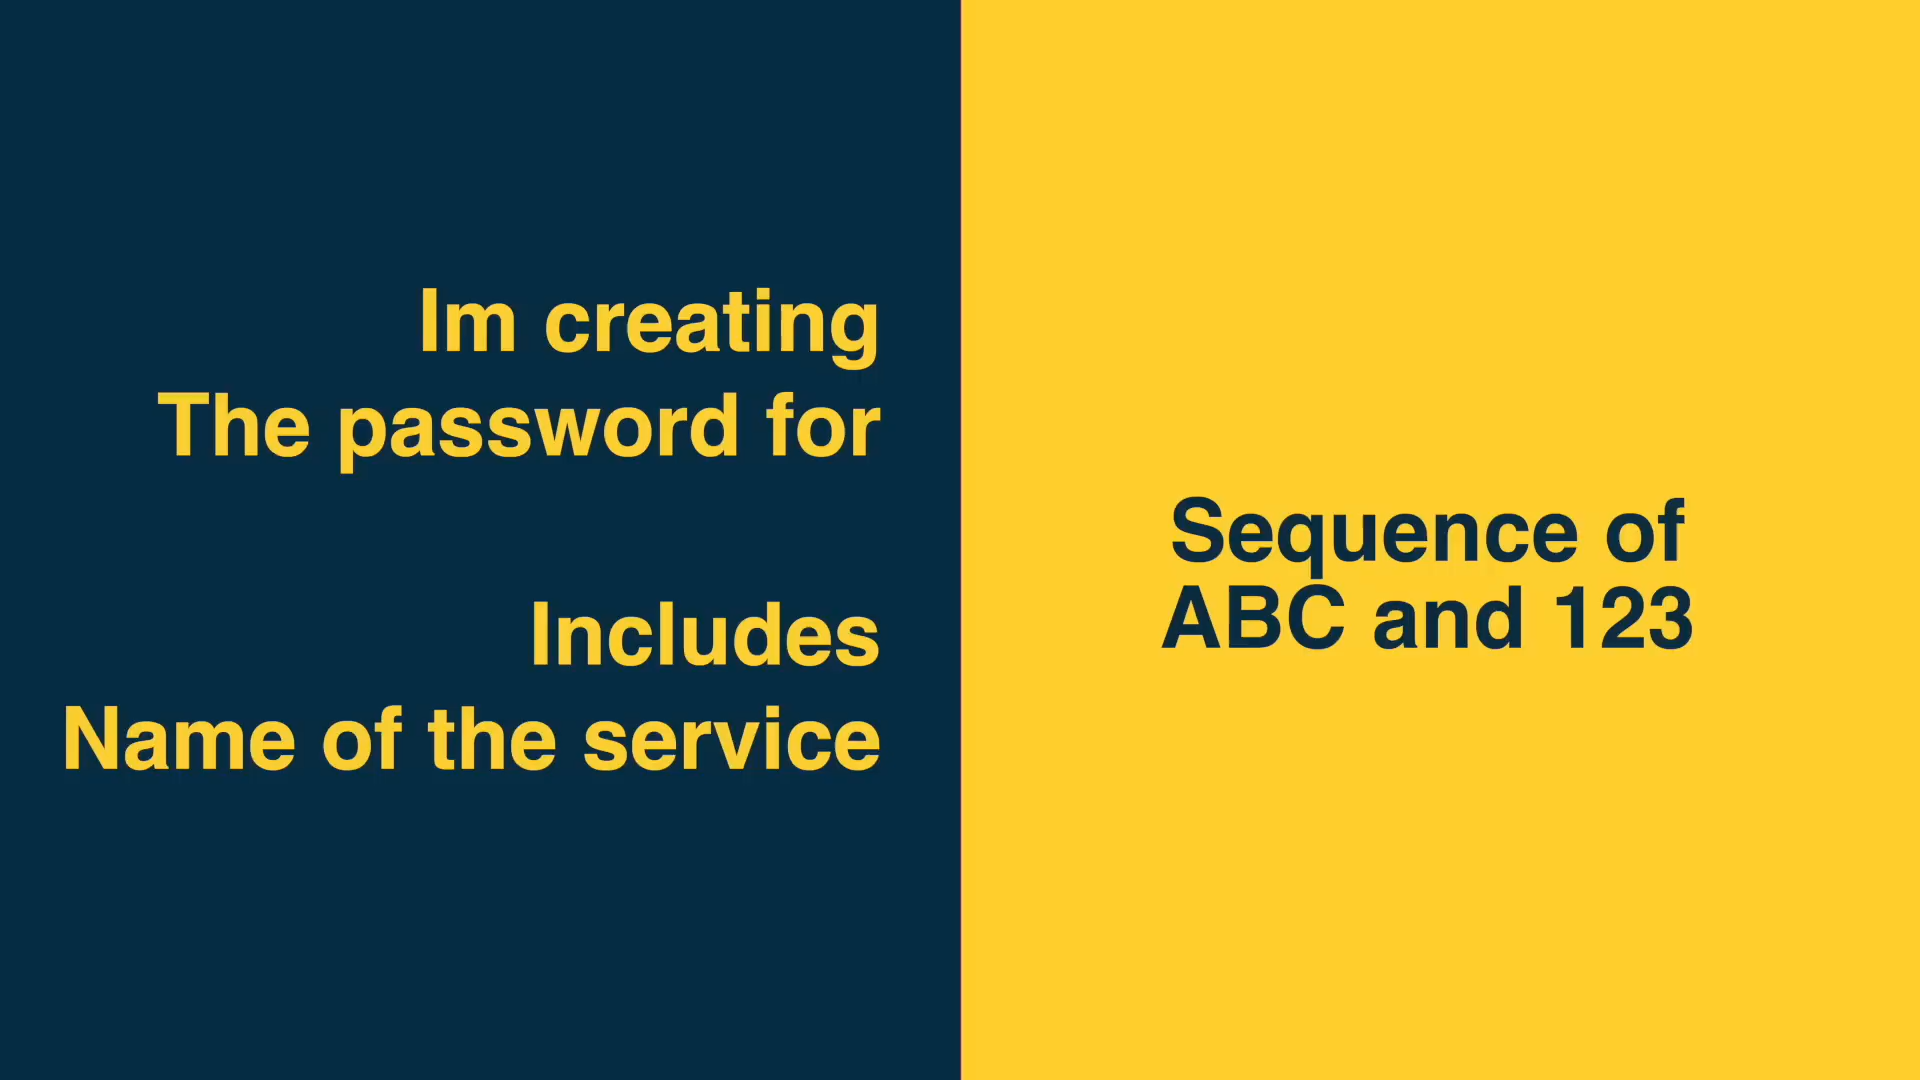 Im creating
The password for
Includes
Name of the service
Sequence of
ABC and 123